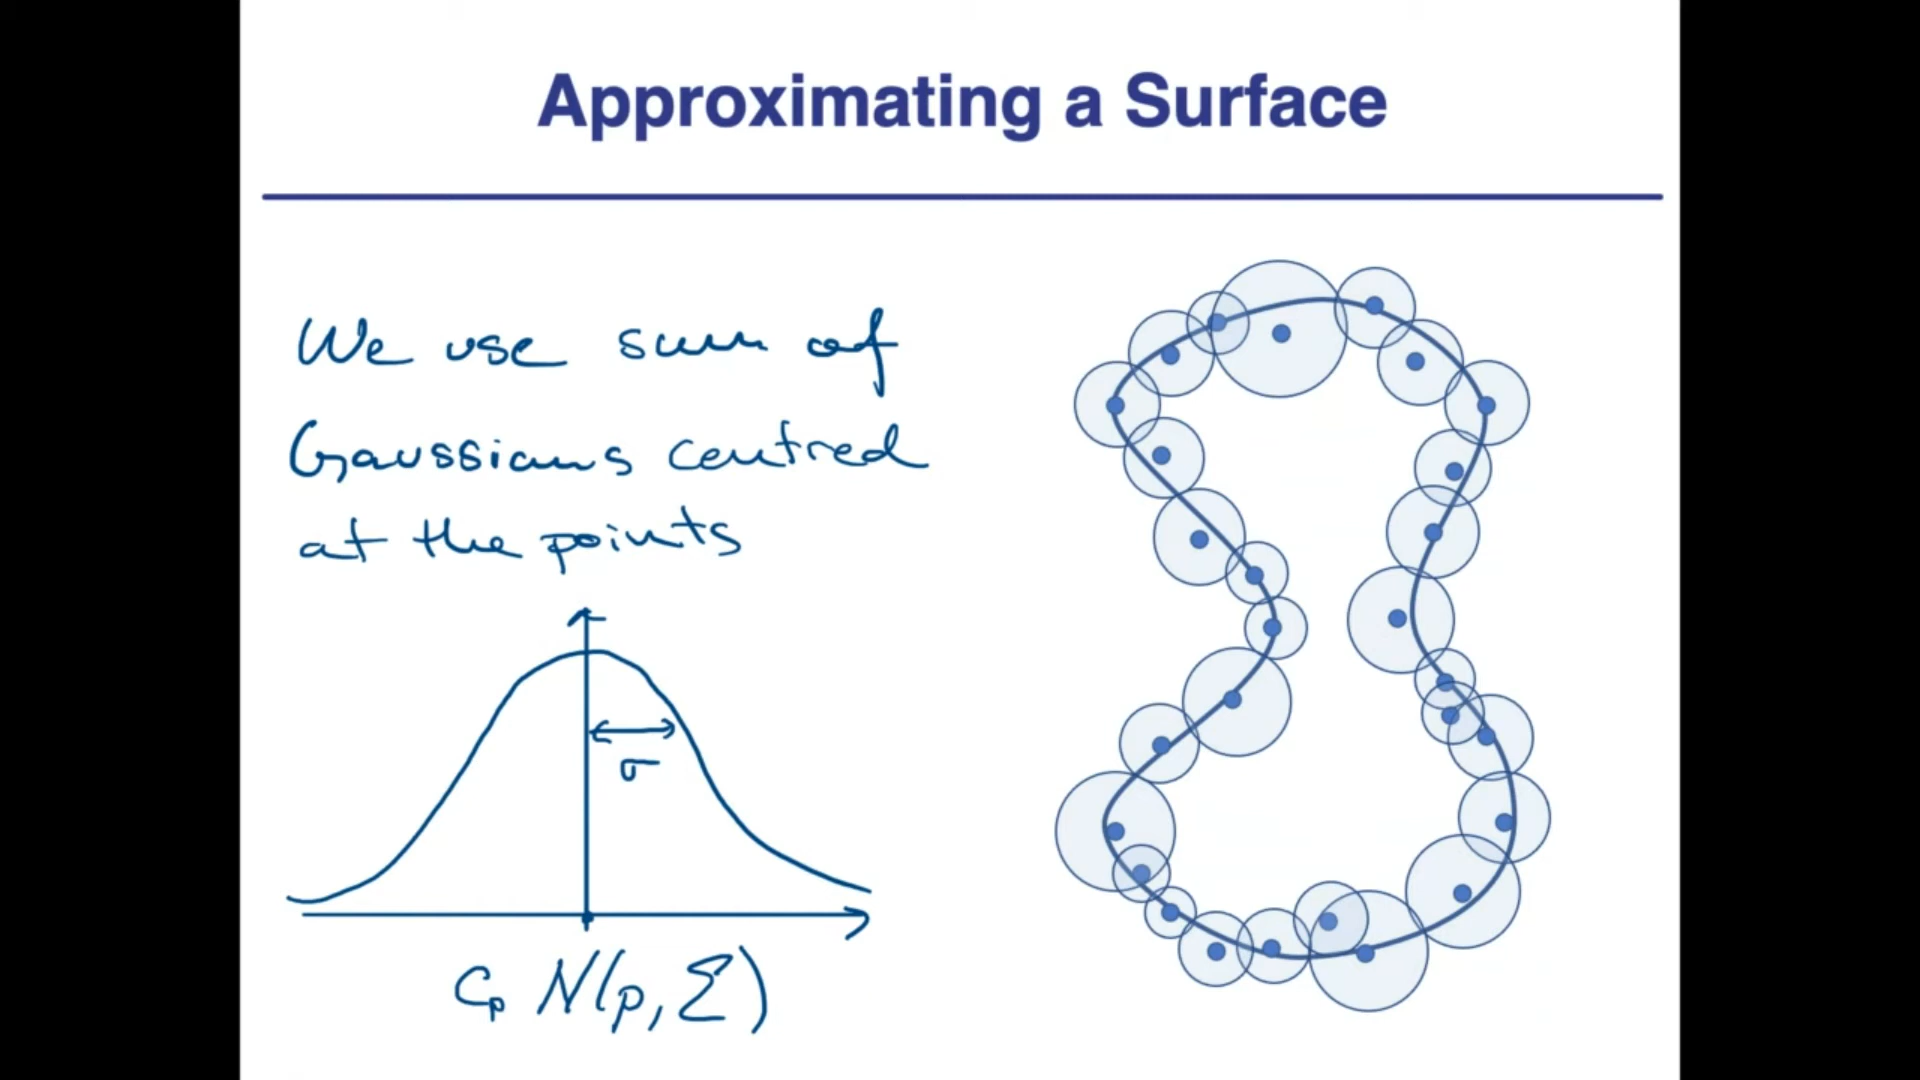 Approximating a Surface
We use sum of
Gaussians centred
at the points
σ
Cₚ N(p, Σ)